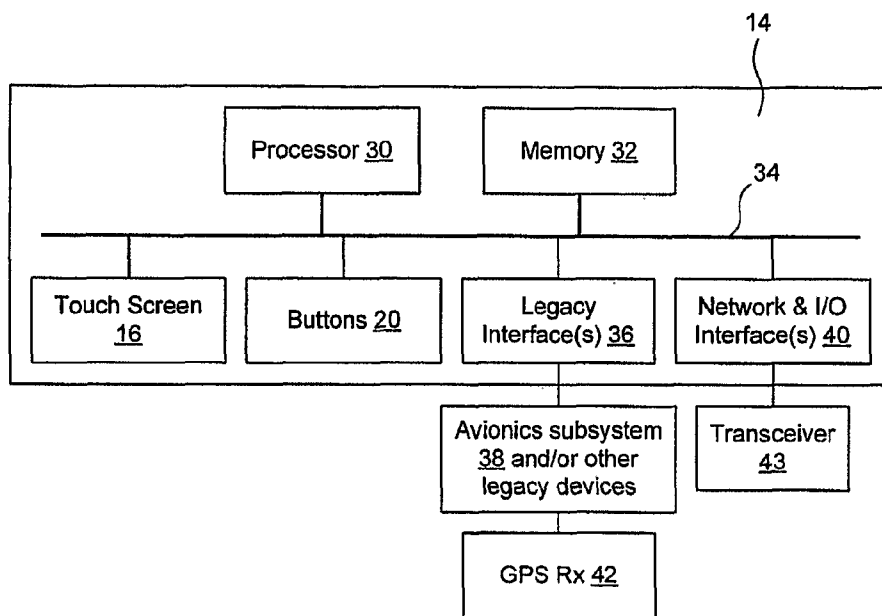 14
Processor 30
Memory 32
34
Touch Screen
16
Buttons 20
Legacy
Interface(s) 36
Network & I/O
Interface(s) 40
Avionics subsystem
38 and/or other
legacy devices
Transceiver
43
GPS Rx 42